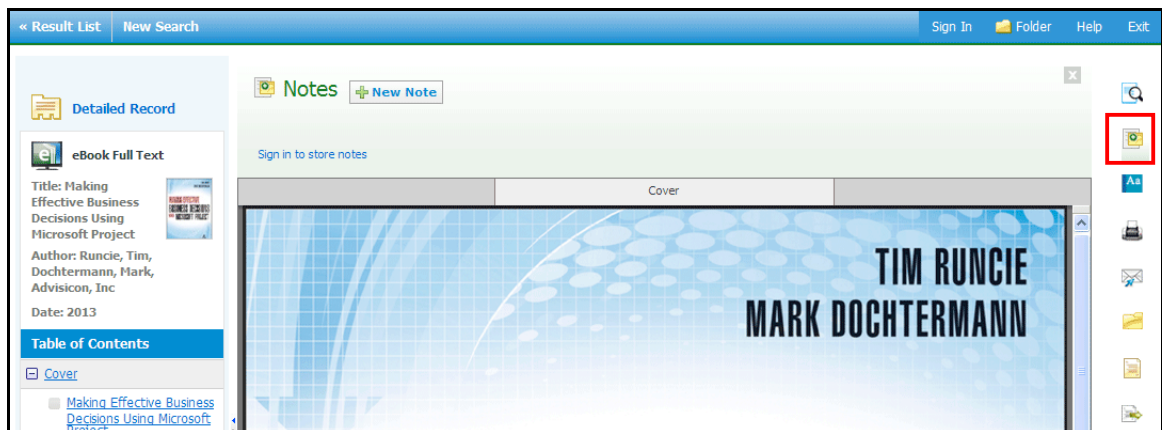 « Result List New Search Sign In Folder Help Exit
Detailed Record
eBook Full Text
Title: Making
Effective Business
Decisions Using
Microsoft Project
Author: Runcie, Tim,
Dochtermann, Mark,
Advisicon, Inc
Date: 2013
Table of Contents
Cover
Making Effective Business
Decisions Using Microsoft
Project
Notes New Note
Sign in to store notes
Cover
TIM RUNCIE
MARK DOCHTERMANN
Aa